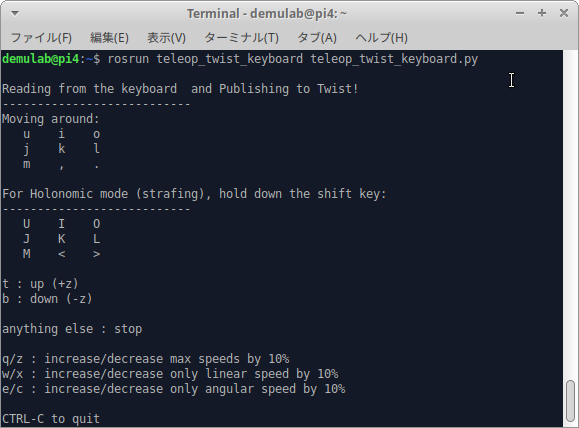 Terminal - demulab@pi4: ~
ファイル(F) 編集(E) 表示(V) ターミナル(T) タブ(A) ヘルプ(H)
demulab@pi4:~$ rosrun teleop_twist_keyboard teleop_twist_keyboard.py
Reading from the keyboard  and Publishing to Twist!
---------------------------
Moving around:
   u    i    o
   j    k    l
   m    ,    .
For Holonomic mode (strafing), hold down the shift key:
---------------------------
   U    I    O
   J    K    L
   M    <    >
t : up (+z)
b : down (-z)
anything else : stop
q/z : increase/decrease max speeds by 10%
w/x : increase/decrease only linear speed by 10%
e/c : increase/decrease only angular speed by 10%
CTRL-C to quit